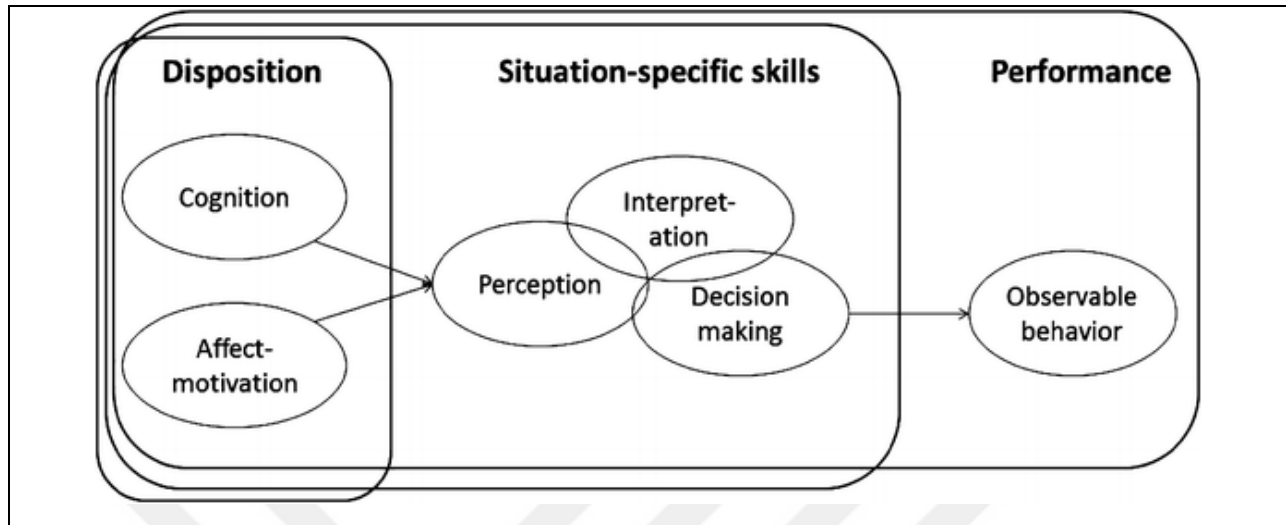 Disposition
Situation-specific skills
Performance
Cognition
Affect-
motivation
Perception
Interpret-
ation
Decision
making
Observable
behavior